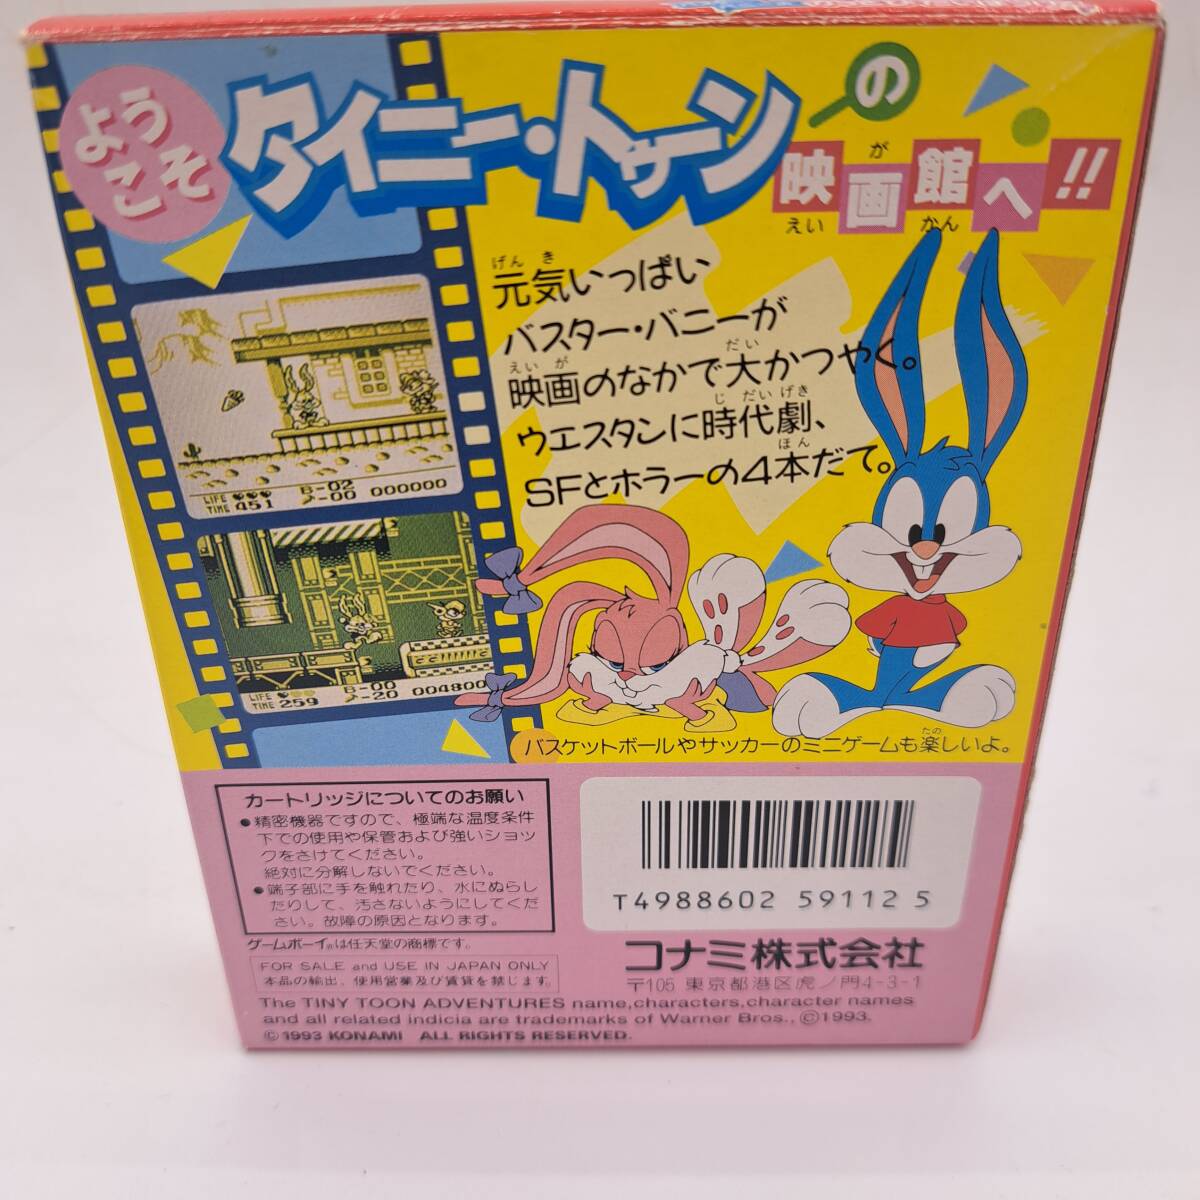 ようこそ
タイニー・トゥーンの
映画館へ!!
えい が かん
げん き
元気いっぱい
バスター・バニーが
えい が だい
映画のなかで大かつやく。
じ だい げき
ウエスタンに時代劇、
ほん
SFとホラーの4本だて。
LIFE B-02
TIME 451 -00 000000
LIFE B-00
TIME 259 -20 004800
たの
バスケットボールやサッカーのミニゲームも楽しいよ。
カートリッジについてのお願い
●精密機器ですので、極端な温度条件
下での使用や保管および強いショッ
クをさけてください。
絶対に分解しないでください。
●端子部に手を触れたり、水にぬらし
たりして、汚さないようにしてくだ
さい。故障の原因となります。
ゲームボーイ®は任天堂の商標です。
FOR SALE and USE IN JAPAN ONLY
本品の輸出、使用営業及び賃貸を禁じます。
T4988602 59112 5
コナミ株式会社
〒105 東京都港区虎ノ門4-3-1
The TINY TOON ADVENTURES name,characters,character names
and all related indicia are trademarks of Warner Bros.,©1993.
©1993 KONAMI ALL RIGHTS RESERVED.